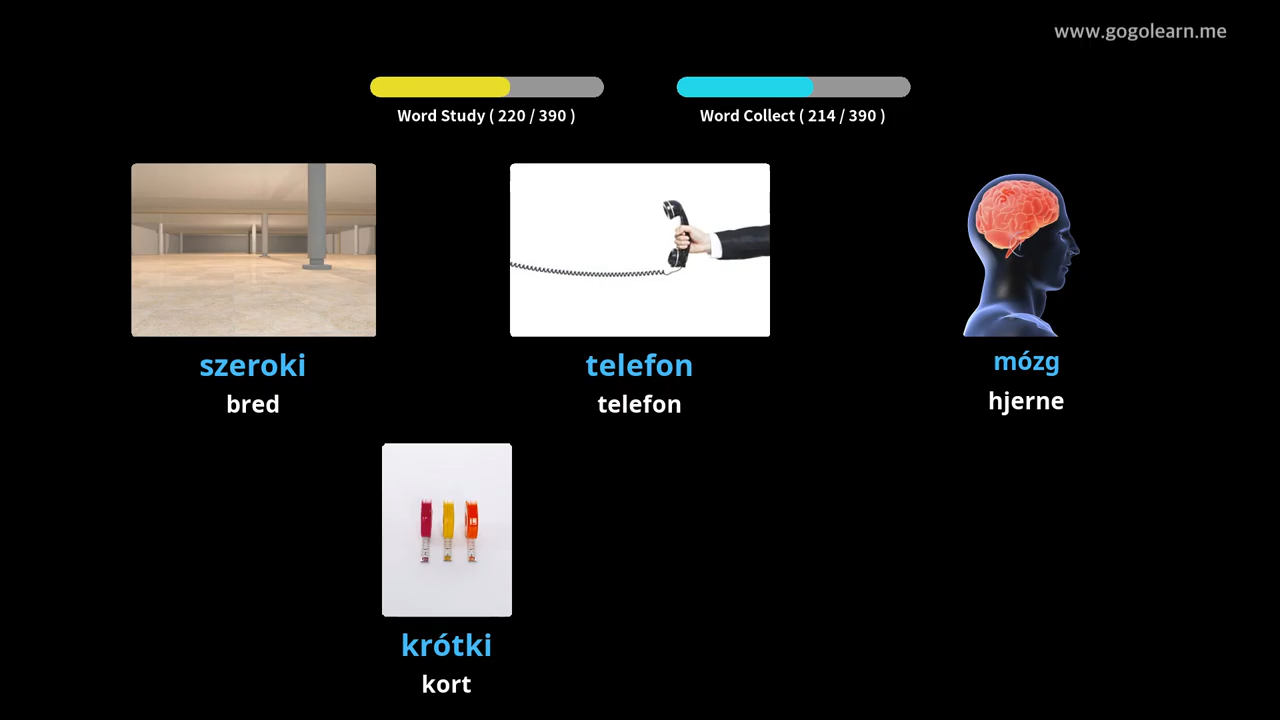 www.gogolearn.me
Word Study ( 220 / 390 )
Word Collect ( 214 / 390 )
szeroki
bred
telefon
telefon
mózg
hjerne
krótki
kort